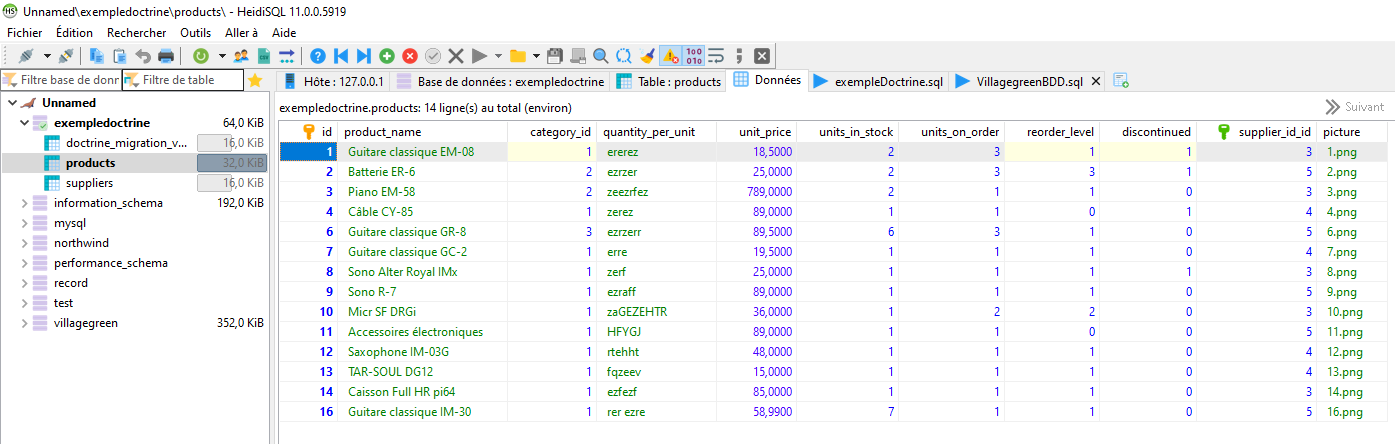 Unnamed\exempledoctrine\products\ - HeidiSQL 11.0.0.5919
Fichier Édition Rechercher Outils Aller à Aide
Filtre base de donr Filtre de table Hôte : 127.0.0.1 Base de données : exempledoctrine Table : products Données exempleDoctrine.sql VillagegreenBDD.sql
Unnamed
exempledoctrine 64,0 KiB
doctrine_migration_v... 16,0 KiB
products 32,0 KiB
suppliers 16,0 KiB
information_schema 192,0 KiB
mysql
northwind
performance_schema
record
test
villagegreen 352,0 KiB
exempledoctrine.products: 14 ligne(s) au total (environ) Suivant
id product_name category_id quantity_per_unit unit_price units_in_stock units_on_order reorder_level discontinued supplier_id_id picture
1 Guitare classique EM-08 1 ererez 18,5000 2 3 1 1 3 1.png
2 Batterie ER-6 2 ezrzer 25,0000 2 3 3 1 5 2.png
3 Piano EM-58 2 zeezrfez 789,0000 2 1 1 0 3 3.png
4 Câble CY-85 1 zerez 89,0000 1 1 0 1 4 4.png
6 Guitare classique GR-8 3 ezrzerr 89,5000 6 3 1 0 5 6.png
7 Guitare classique GC-2 1 erre 19,5000 1 1 1 0 4 7.png
8 Sono Alter Royal IMx 1 zerf 25,0000 1 1 1 1 3 8.png
9 Sono R-7 1 ezraff 89,0000 1 1 1 0 5 9.png
10 Micr SF DRGi 1 zaGEZEHTR 36,0000 1 2 2 0 3 10.png
11 Accessoires électroniques 1 HFYGJ 89,0000 1 1 0 0 5 11.png
12 Saxophone IM-03G 1 rtehht 48,0000 1 1 1 0 4 12.png
13 TAR-SOUL DG12 1 fqzeev 15,0000 1 1 1 0 4 13.png
14 Caisson Full HR pi64 1 ezfezf 85,0000 1 1 1 0 3 14.png
16 Guitare classique IM-30 1 rer ezre 58,9900 7 1 1 0 5 16.png